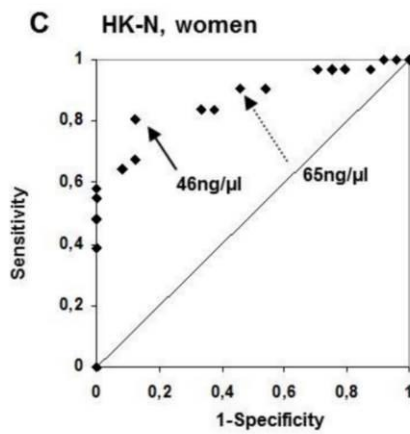 C HK-N, women
1
0,8
0,6
0,4
0,2
0
Sensitivity
46ng/µl
65ng/µl
0 0,2 0,4 0,6 0,8 1
1-Specificity